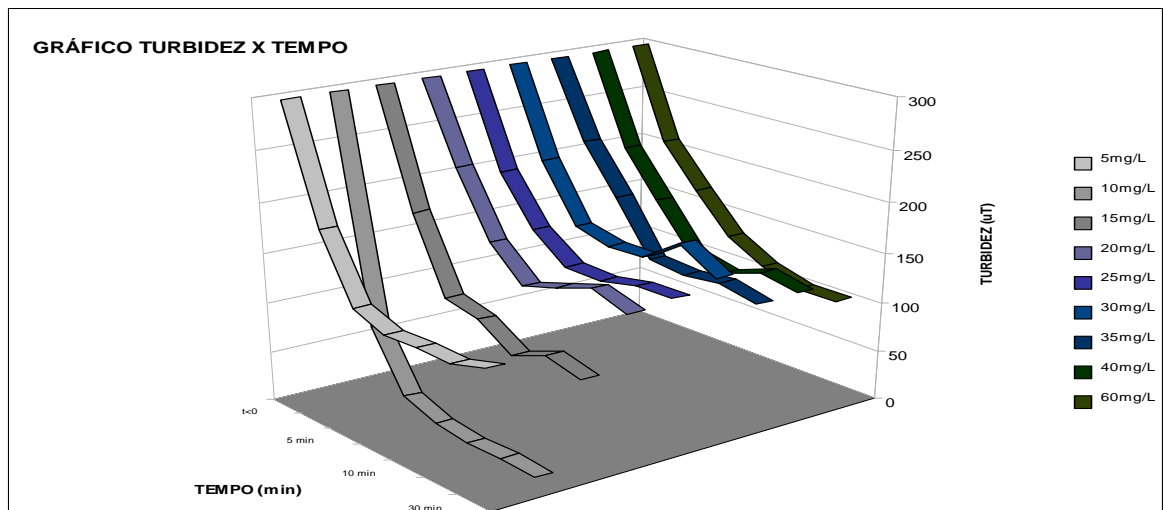 GRÁFICO TURBIDEZ X TEMPO
300
250
200
150
100
50
0
TURBIDEZ (uT)
t<0
5 min
10 min
30 min
TEMPO (min)
5mg/L
10mg/L
15mg/L
20mg/L
25mg/L
30mg/L
35mg/L
40mg/L
60mg/L